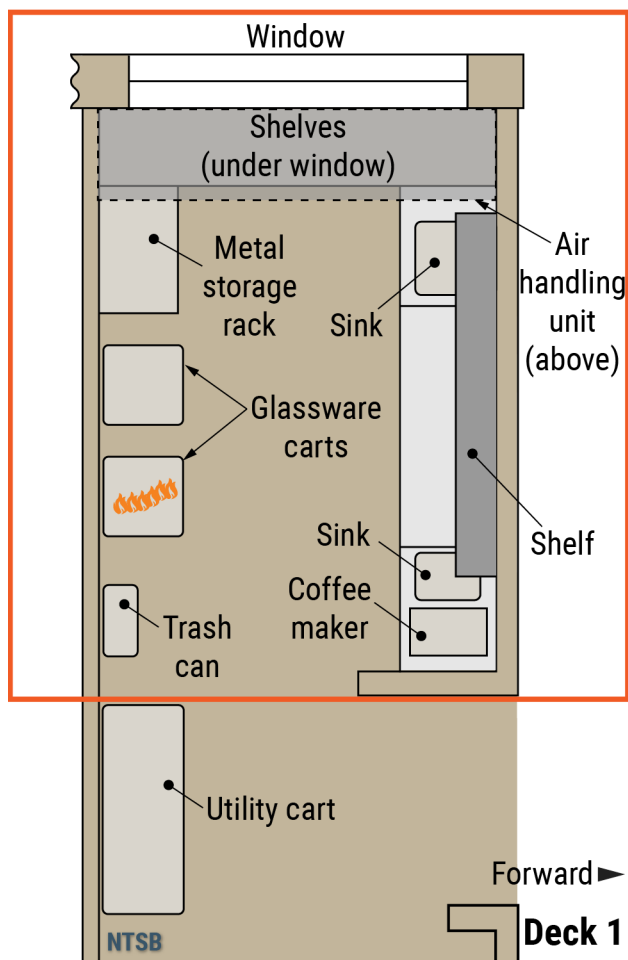 Window
Shelves
(under window)
Metal
storage
rack
Sink
Air
handling
unit
(above)
Glassware
carts
Sink
Shelf
Coffee
maker
Trash
can
Utility cart
Forward
Deck 1
NTSB